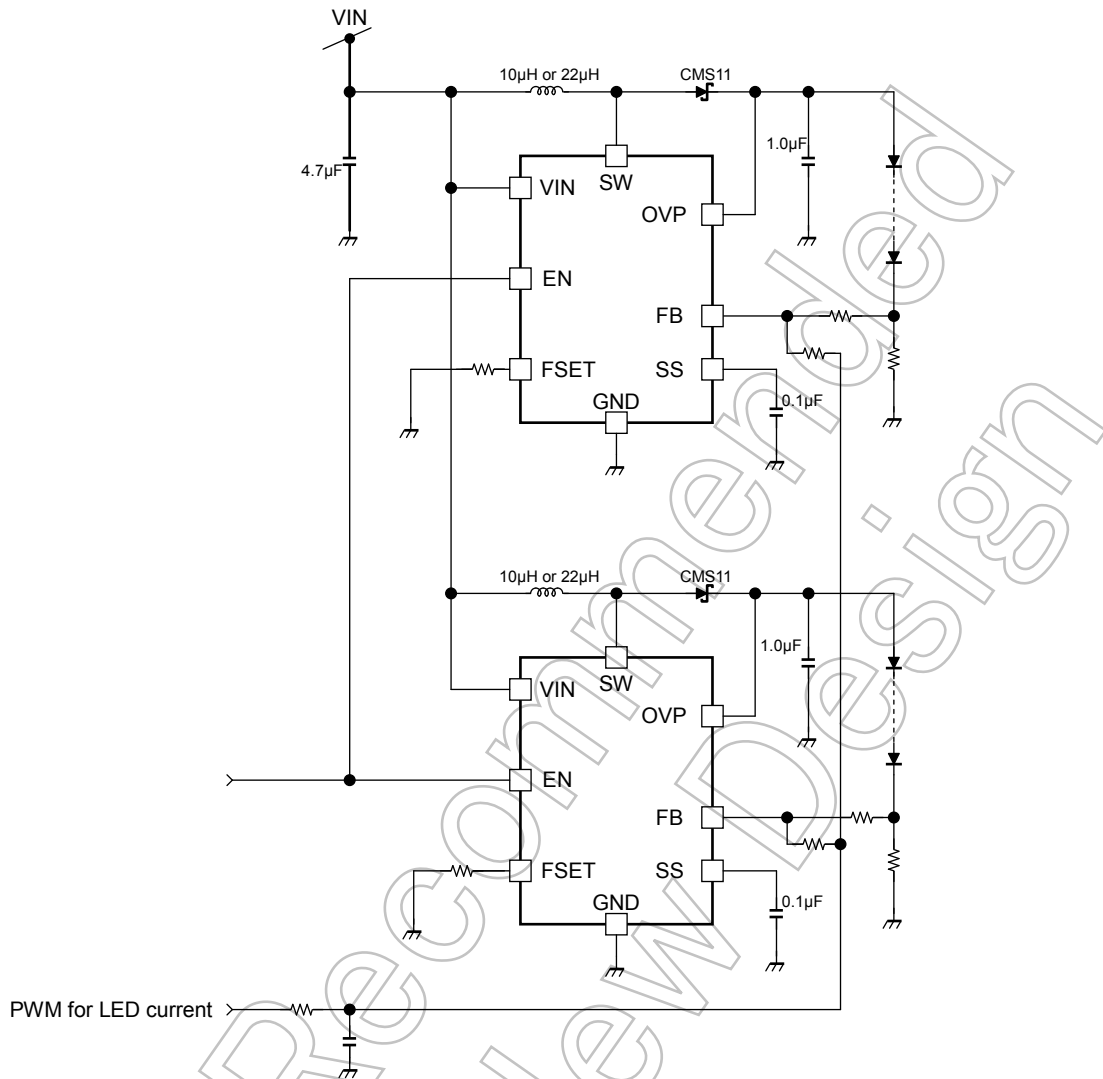 VIN
10μH or 22μH
CMS11
4.7μF
1.0μF
SW
VIN
OVP
EN
FB
FSET
SS
GND
0.1μF
10μH or 22μH
CMS11
1.0μF
SW
VIN
OVP
EN
FB
FSET
SS
GND
0.1μF
PWM for LED current
Recommended
ew Design